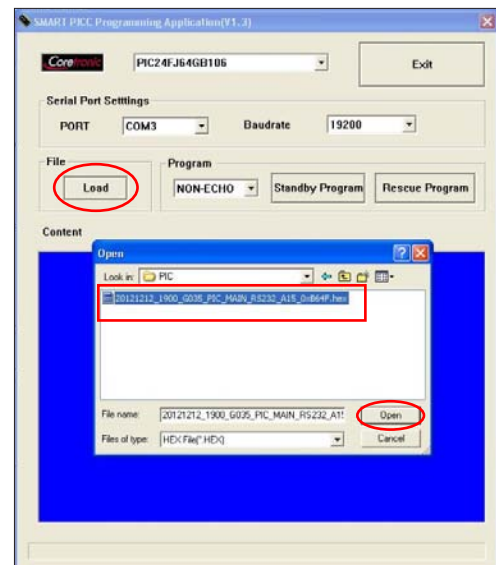 SMART PICC Programming Application(V1.3)
Coretronic
PIC24FJ64GB106
Exit
Serial Port Setttings
PORT
COM3
Baudrate
19200
File
Load
Program
NON-ECHO
Standby Program
Rescue Program
Content
Open
Look in:
PIC
20121212_1900_G035_PIC_MAIN_RS232_A15_0xB64F.hex
File name:
20121212_1900_G035_PIC_MAIN_RS232_A15
Open
Files of type:
HEX File(*.HEX)
Cancel